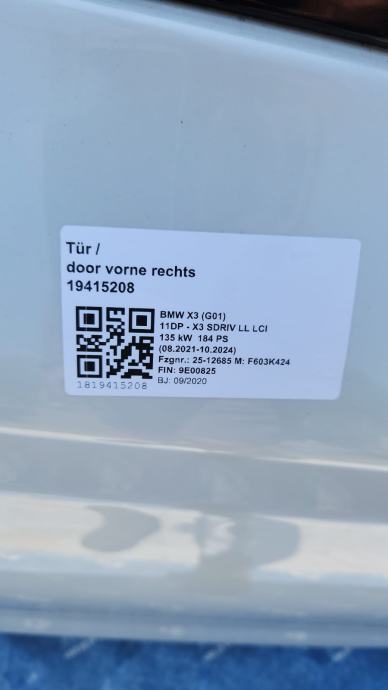 Tür /
door vorne rechts
19415208
BMW X3 (G01)
11DP - X3 SDRIV LL LCI
135 kW 184 PS
(08.2021-10.2024)
Fzgnr.: 25-12685 M: F603K424
FIN: 9E00825
BJ: 09/2020
1819415208